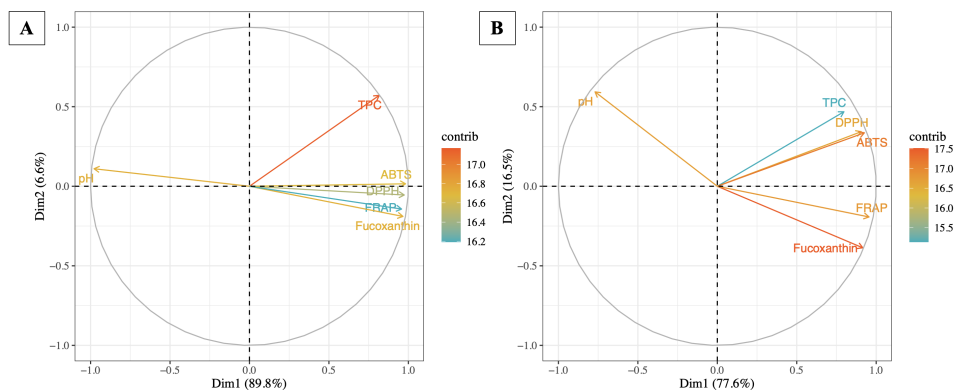 A
1.0
0.5
0.0
−0.5
−1.0
Dim2 (6.6%)
TPC
pH
ABTS
DPPH
FRAP
Fucoxanthin
−1.0
−0.5
0.0
0.5
1.0
Dim1 (89.8%)
contrib
17.0
16.8
16.6
16.4
16.2
B
1.0
0.5
0.0
−0.5
−1.0
Dim2 (16.5%)
pH
TPC
DPPH
ABTS
FRAP
Fucoxanthin
−1.0
−0.5
0.0
0.5
1.0
Dim1 (77.6%)
contrib
17.5
17.0
16.5
16.0
15.5